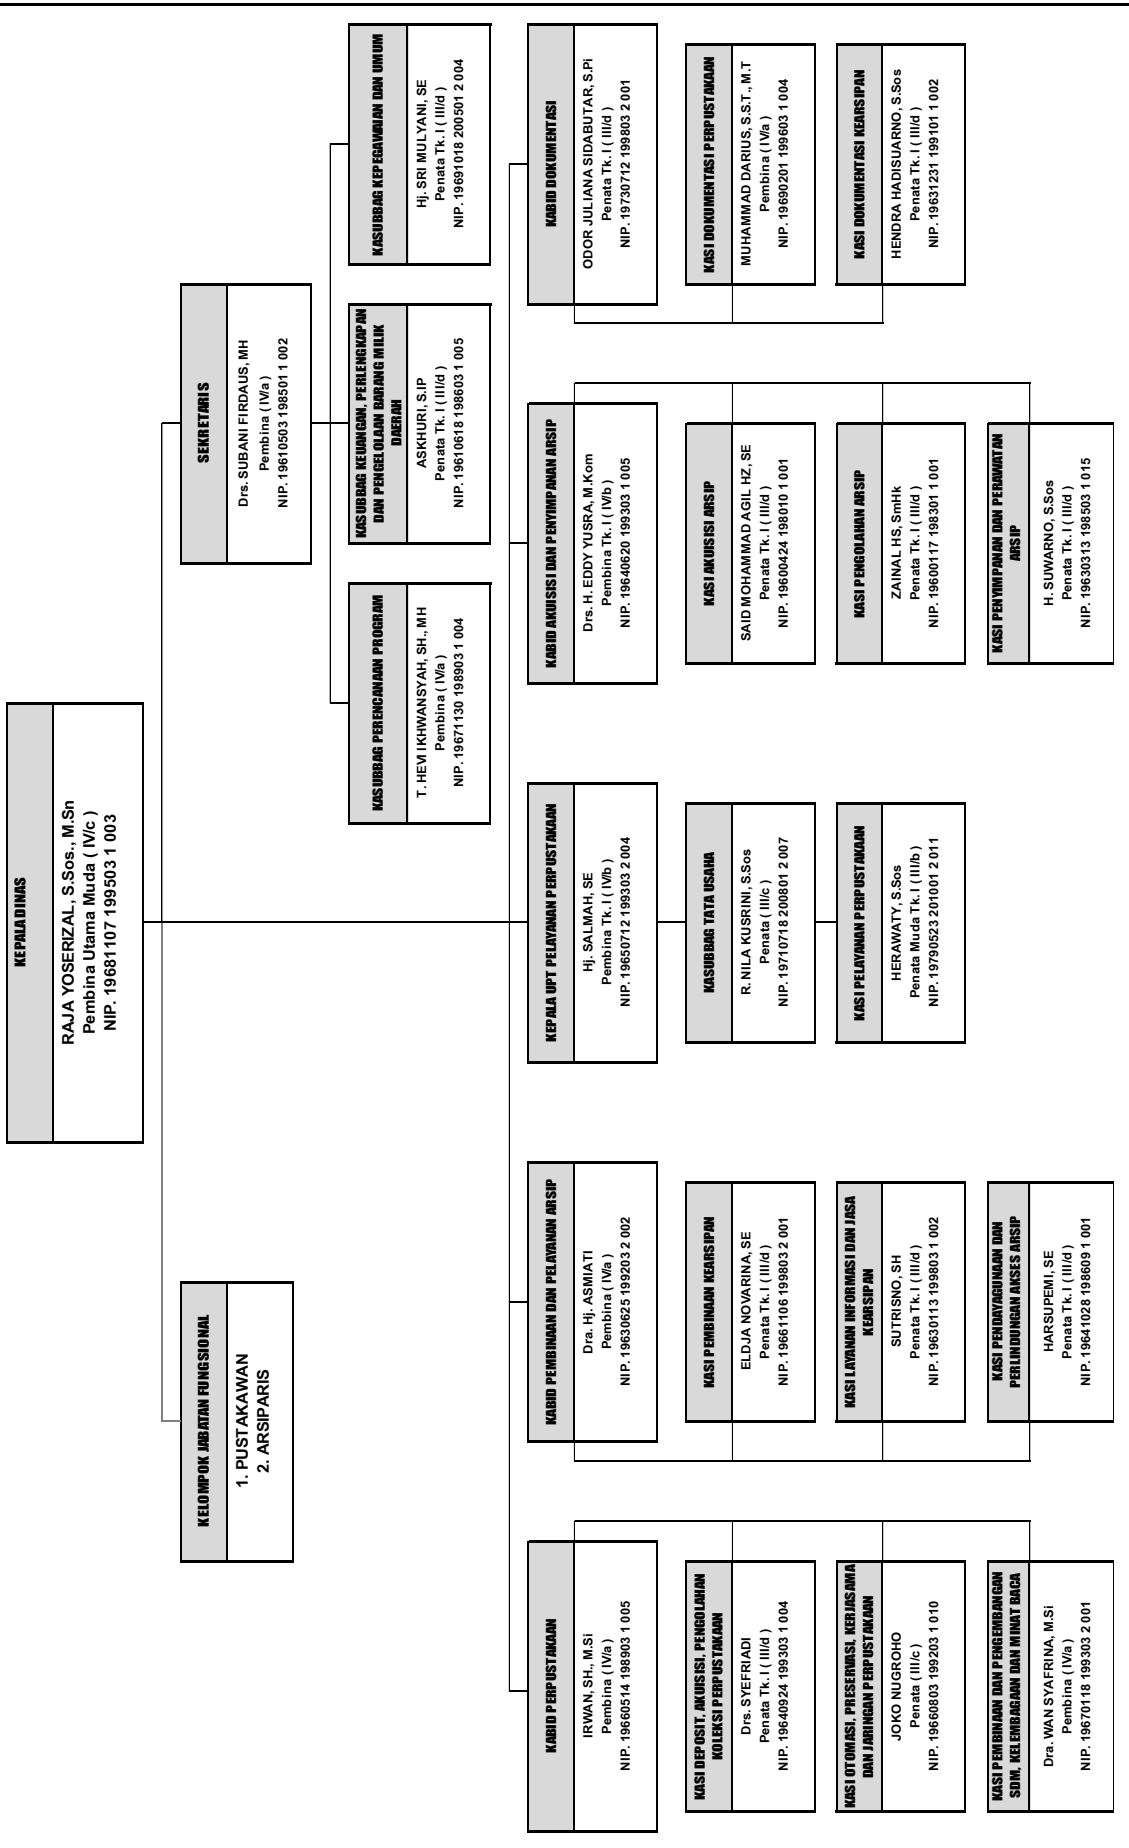 KEPALA DINAS
RAJA YOSERIZAL, S.Sos., M.Sn
Pembina Utama Muda ( IV/c )
NIP. 19681107 199503 1 003
KELOMPOK JABATAN FUNGSIONAL
1. PUSTAKAWAN
2. ARSIPARIS
SEKRETARIS
Drs. SUBANI FIRDAUS, MH
Pembina ( IV/a )
NIP. 19610503 198501 1 002
KASUBBAG PERENCANAAN PROGRAM
T. HEVI IKHWANSYAH, SH., MH
Pembina ( IV/a )
NIP. 19671130 198903 1 004
KASUBBAG KEUANGAN, PERLENGKAPAN
DAN PENGELOLAAN BARANG MILIK
DAERAH
ASKHURI, S.IP
Penata Tk. I ( III/d )
NIP. 19610618 198603 1 005
KASUBBAG KEPEGAWAIAN DAN UMUM
Hj. SRI MULYANI, SE
Penata Tk. I ( III/d )
NIP. 19691018 200501 2 004
KABID PERPUSTAKAAN
IRWAN, SH., M.Si
Pembina ( IV/a )
NIP. 19660514 198903 1 005
KASI DEPOSIT, AKUISISI, PENGOLAHAN
KOLEKSI PERPUSTAKAAN
Drs. SYEFRIADI
Penata Tk. I ( III/d )
NIP. 19640924 199303 1 004
KASI OTOMASI, PRESERVASI, KERJASAMA
DAN JARINGAN PERPUSTAKAAN
JOKO NUGROHO
Penata ( III/c )
NIP. 19660803 199203 1 010
KASI PEMBINAAN DAN PENGEMBANGAN
SDM, KELEMBAGAAN DAN MINAT BACA
Dra. WAN SYAFRINA, M.Si
Pembina ( IV/a )
NIP. 19670118 199303 2 001
KABID PEMBINAAN DAN PELAYANAN ARSIP
Dra. Hj. ASMIATI
Pembina ( IV/a )
NIP. 19630625 199203 2 002
KASI PEMBINAAN KEARSIPAN
ELDJA NOVARINA, SE
Penata Tk. I ( III/d )
NIP. 19661106 199803 2 001
KASI LAYANAN INFORMASI DAN JASA
KEARSIPAN
SUTRISNO, SH
Penata Tk. I ( III/d )
NIP. 19630113 199803 1 002
KASI PENDAYAGUNAAN DAN
PERLINDUNGAN AKSES ARSIP
HARSUPEMI, SE
Penata Tk. I ( III/d )
NIP. 19641028 198609 1 001
KEPALA UPT PELAYANAN PERPUSTAKAAN
Hj. SALMAH, SE
Pembina Tk. I ( IV/b )
NIP. 19650712 199303 2 004
KASUBBAG TATA USAHA
R. NILA KUSRINI, S.Sos
Penata ( III/c )
NIP. 19710718 200801 2 007
KASI PELAYANAN PERPUSTAKAAN
HERAWATY, S.Sos
Penata Muda Tk. I ( III/b )
NIP. 19790523 201001 2 011
KABID AKUISISI DAN PENYIMPANAN ARSIP
Drs. H. EDDY YUSRA, M.Kom
Pembina Tk. I ( IV/b )
NIP. 19640620 199303 1 005
KASI AKUISISI ARSIP
SAID MOHAMMAD AGIL HZ, SE
Penata Tk. I ( III/d )
NIP. 19600424 198010 1 001
KASI PENGOLAHAN ARSIP
ZAINAL HS, SmHk
Penata Tk. I ( III/d )
NIP. 19600117 198301 1 001
KASI PENYIMPANAN DAN PERAWATAN
ARSIP
H. SUWARNO, S.Sos
Penata Tk. I ( III/d )
NIP. 19630313 198503 1 015
KABID DOKUMENTASI
ODOR JULIANA SIDABUTAR, S.Pi
Penata Tk. I ( III/d )
NIP. 19730712 199803 2 001
KASI DOKUMENTASI PERPUSTAKAAN
MUHAMMAD DARIUS, S.S.T., M.T
Pembina ( IV/a )
NIP. 19690201 199603 1 004
KASI DOKUMENTASI KEARSIPAN
HENDRA HADISUARNO, S.Sos
Penata Tk. I ( III/d )
NIP. 19631231 199101 1 002